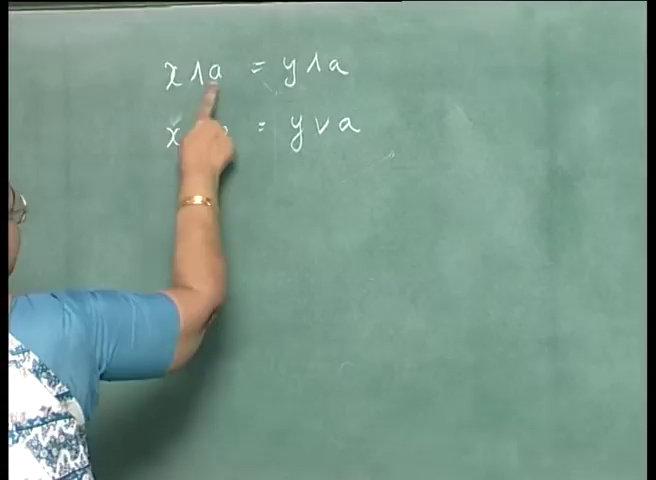 x ∧ a = y ∧ a
x = y ∨ a